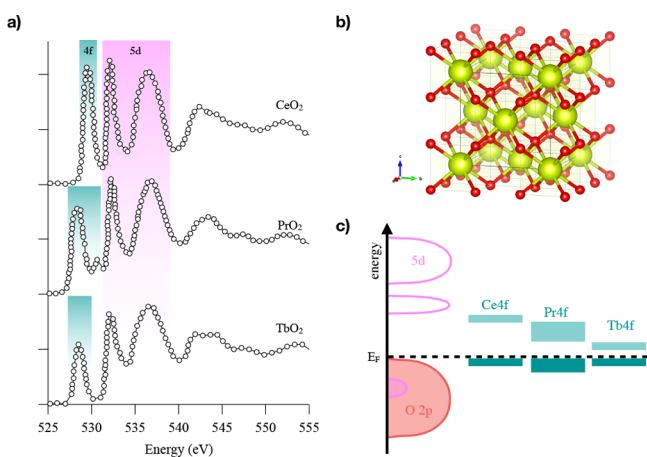 a)
4f
5d
CeO₂
PrO₂
TbO₂
525 530 535 540 545 550 555
Energy (eV)
b)
c
b
c)
energy
5d
Ce4f
Pr4f
Tb4f
E_F
O 2p